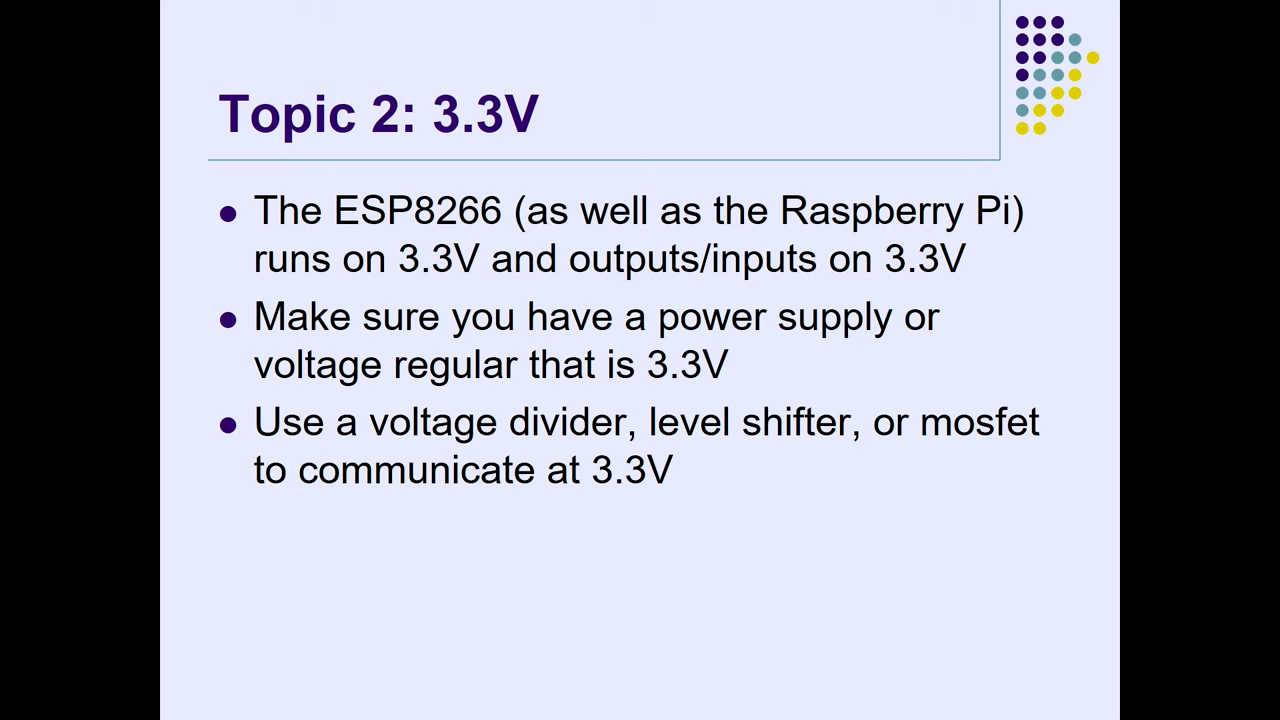 Topic 2: 3.3V
The ESP8266 (as well as the Raspberry Pi)
runs on 3.3V and outputs/inputs on 3.3V
Make sure you have a power supply or
voltage regular that is 3.3V
Use a voltage divider, level shifter, or mosfet
to communicate at 3.3V